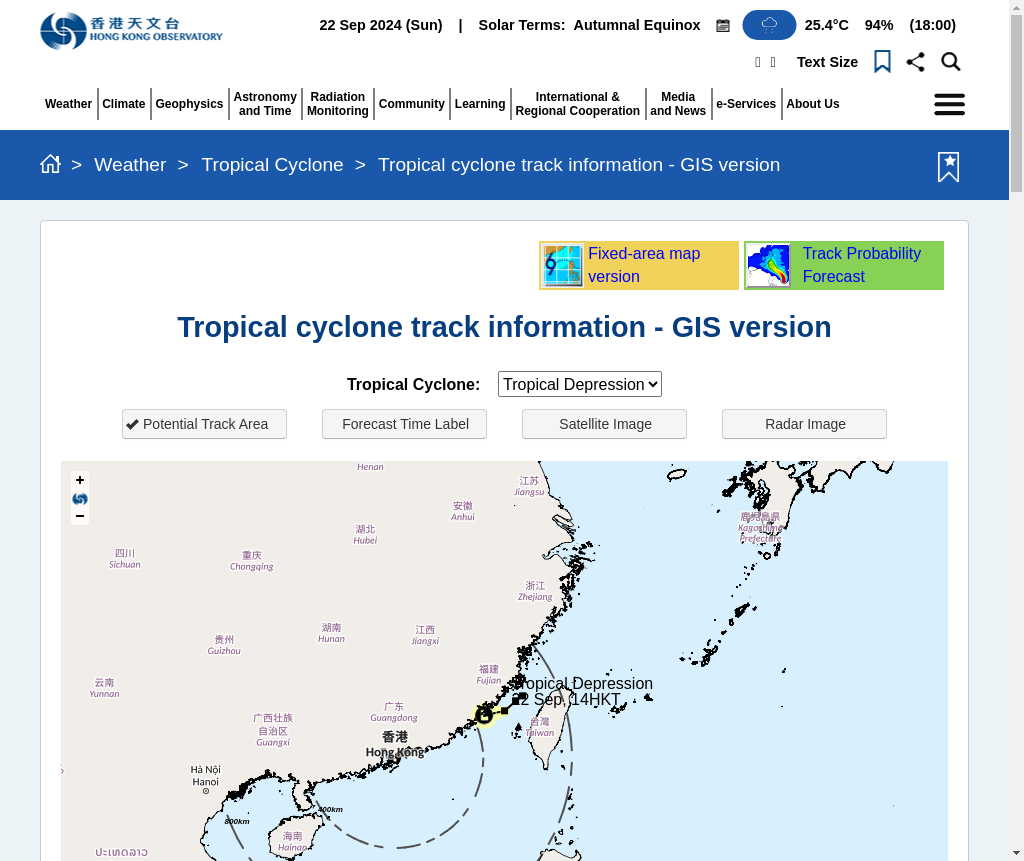 香港天文台
HONG KONG OBSERVATORY
22 Sep 2024 (Sun) | Solar Terms: Autumnal Equinox 25.4°C 94% (18:00)
Text Size
Weather
Climate
Geophysics
Astronomy
and Time
Radiation
Monitoring
Community
Learning
International &
Regional Cooperation
Media
and News
e-Services
About Us
> Weather > Tropical Cyclone > Tropical cyclone track information - GIS version
Fixed-area map
version
Track Probability
Forecast
Tropical cyclone track information - GIS version
Tropical Cyclone: Tropical Depression
Potential Track Area
Forecast Time Label
Satellite Image
Radar Image
+
−
Henan
江苏
Jiangsu
安徽
Anhui
湖北
Hubei
鹿児島県
Kagoshima
Prefecture
四川
Sichuan
重庆
Chongqing
浙江
Zhejiang
湖南
Hunan
江西
Jiangxi
贵州
Guizhou
福建
Fujian
云南
Yunnan
Tropical Depression
22 Sep, 14HKT
广东
Guangdong
广西壮族
自治区
Guangxi
台灣
Taiwan
香港
Hong Kong
Hà Nội
Hanoi
400km
800km
海南
Hainan
ປະເທດລາວ